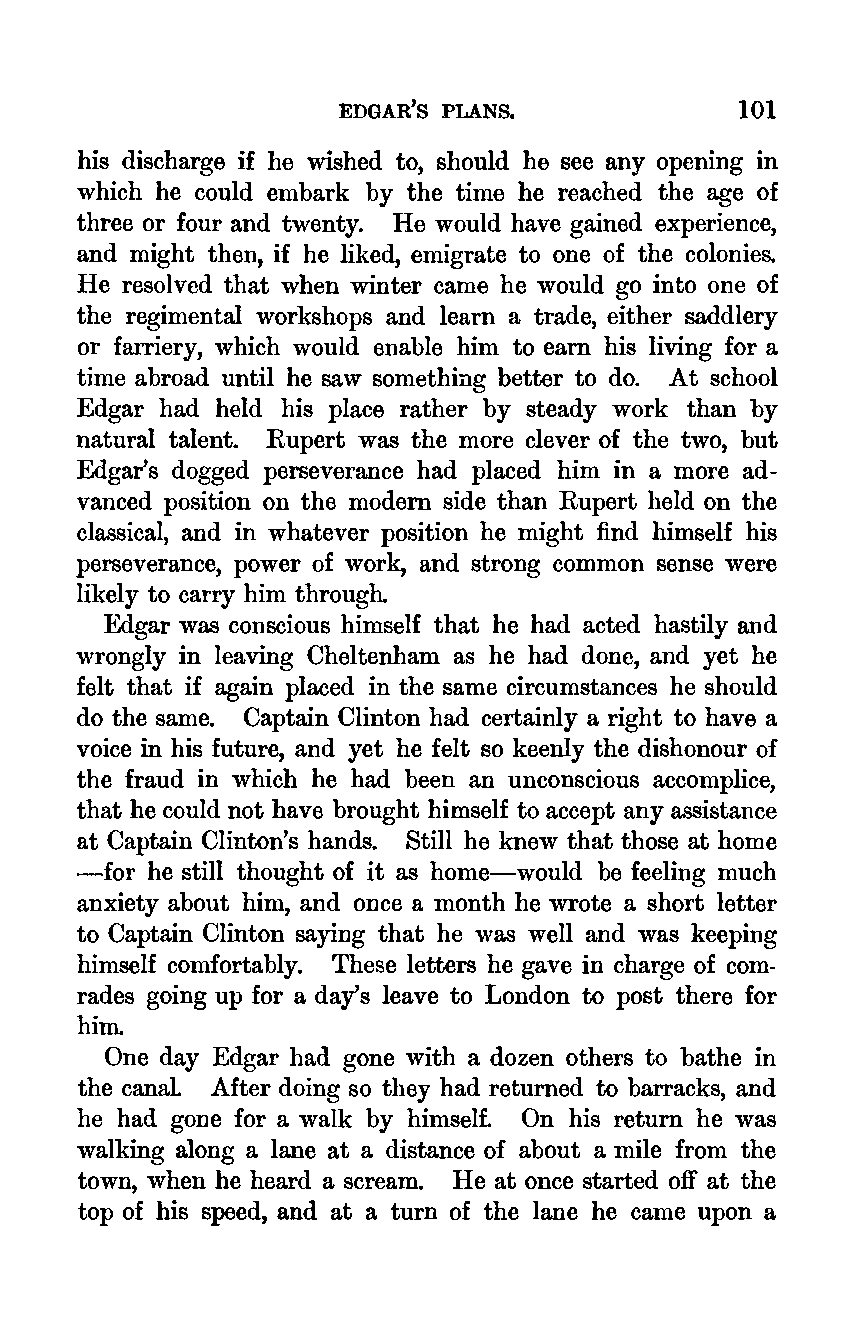 EDGAR'S PLANS. 101
his discharge if he wished to, should he see any opening in
which he could embark by the time he reached the age of
three or four and twenty. He would have gained experience,
and might then, if he liked, emigrate to one of the colonies.
He resolved that when winter came he would go into one of
the regimental workshops and learn a trade, either saddlery
or farriery, which would enable him to earn his living for a
time abroad until he saw something better to do. At school
Edgar had held his place rather by steady work than by
natural talent. Rupert was the more clever of the two, but
Edgar's dogged perseverance had placed him in a more ad-
vanced position on the modern side than Rupert held on the
classical, and in whatever position he might find himself his
perseverance, power of work, and strong common sense were
likely to carry him through.
Edgar was conscious himself that he had acted hastily and
wrongly in leaving Cheltenham as he had done, and yet he
felt that if again placed in the same circumstances he should
do the same. Captain Clinton had certainly a right to have a
voice in his future, and yet he felt so keenly the dishonour of
the fraud in which he had been an unconscious accomplice,
that he could not have brought himself to accept any assistance
at Captain Clinton's hands. Still he knew that those at home
—for he still thought of it as home—would be feeling much
anxiety about him, and once a month he wrote a short letter
to Captain Clinton saying that he was well and was keeping
himself comfortably. These letters he gave in charge of com-
rades going up for a day's leave to London to post there for
him.
One day Edgar had gone with a dozen others to bathe in
the canal. After doing so they had returned to barracks, and
he had gone for a walk by himself. On his return he was
walking along a lane at a distance of about a mile from the
town, when he heard a scream. He at once started off at the
top of his speed, and at a turn of the lane he came upon a